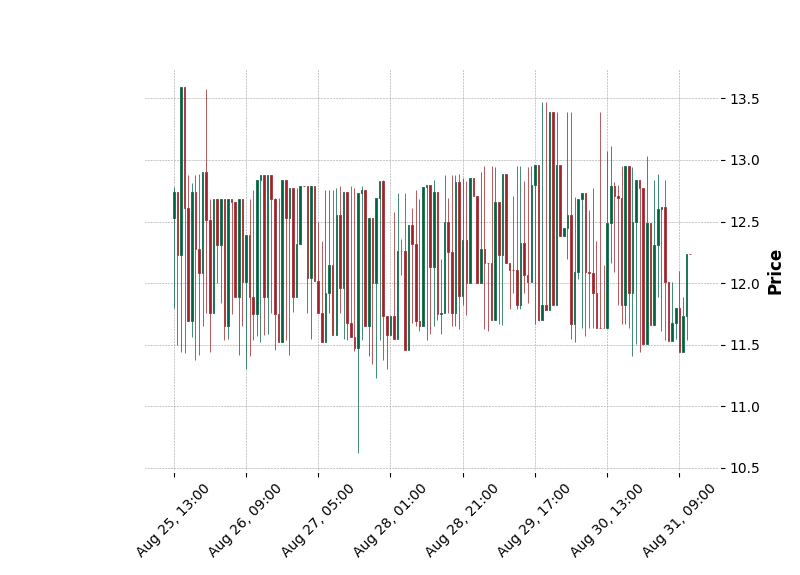 13.5
13.0
12.5
12.0
11.5
11.0
10.5
Price
Aug 25, 13:00
Aug 26, 09:00
Aug 27, 05:00
Aug 28, 01:00
Aug 28, 21:00
Aug 29, 17:00
Aug 30, 13:00
Aug 31, 09:00